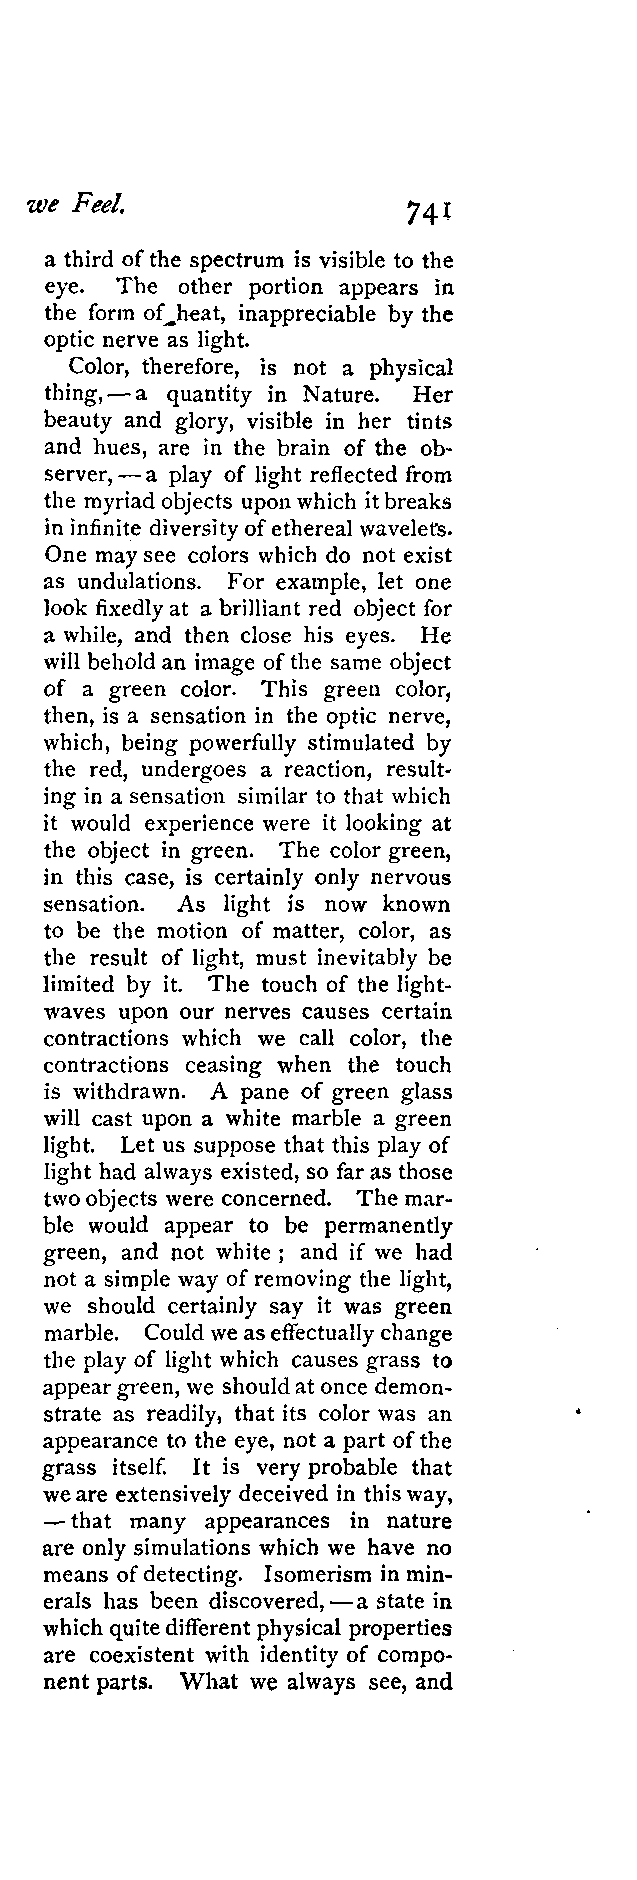 we Feel. 741
a third of the spectrum is visible to the
eye. The other portion appears in
the form of heat, inappreciable by the
optic nerve as light.
Color, therefore, is not a physical
thing,—a quantity in Nature. Her
beauty and glory, visible in her tints
and hues, are in the brain of the ob-
server,—a play of light reflected from
the myriad objects upon which it breaks
in infinite diversity of ethereal wavelets.
One may see colors which do not exist
as undulations. For example, let one
look fixedly at a brilliant red object for
a while, and then close his eyes. He
will behold an image of the same object
of a green color. This green color,
then, is a sensation in the optic nerve,
which, being powerfully stimulated by
the red, undergoes a reaction, result-
ing in a sensation similar to that which
it would experience were it looking at
the object in green. The color green,
in this case, is certainly only nervous
sensation. As light is now known
to be the motion of matter, color, as
the result of light, must inevitably be
limited by it. The touch of the light-
waves upon our nerves causes certain
contractions which we call color, the
contractions ceasing when the touch
is withdrawn. A pane of green glass
will cast upon a white marble a green
light. Let us suppose that this play of
light had always existed, so far as those
two objects were concerned. The mar-
ble would appear to be permanently
green, and not white ; and if we had
not a simple way of removing the light,
we should certainly say it was green
marble. Could we as effectually change
the play of light which causes grass to
appear green, we should at once demon-
strate as readily, that its color was an
appearance to the eye, not a part of the
grass itself. It is very probable that
we are extensively deceived in this way,
—that many appearances in nature
are only simulations which we have no
means of detecting. Isomerism in min-
erals has been discovered,—a state in
which quite different physical properties
are coexistent with identity of compo-
nent parts. What we always see, and